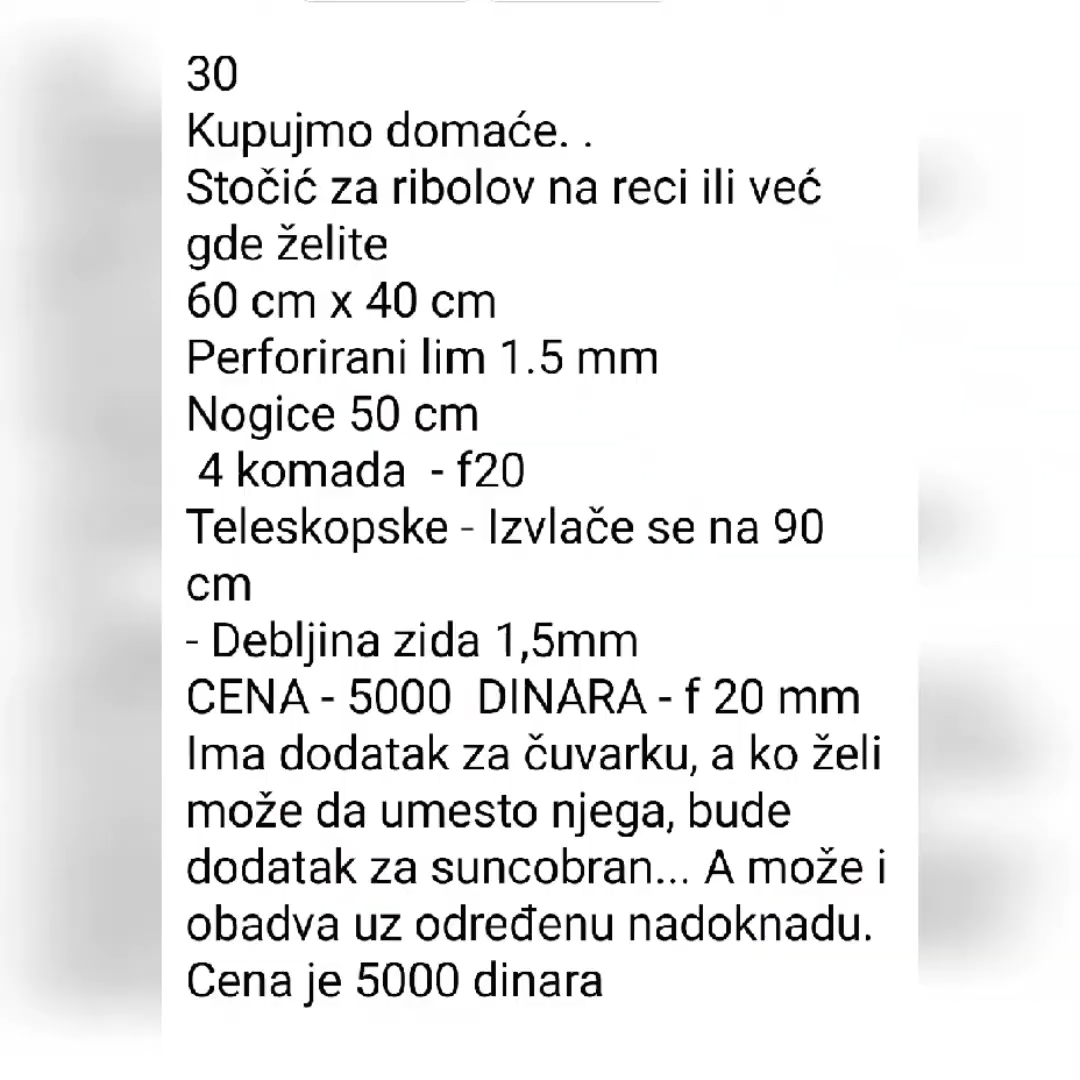 30
Kupujmo domaće. .
Stočić za ribolov na reci ili već
gde želite
60 cm x 40 cm
Perforirani lim 1.5 mm
Nogice 50 cm
4 komada  - f20
Teleskopske - Izvlače se na 90
cm
- Debljina zida 1,5mm
CENA - 5000  DINARA - f 20 mm
Ima dodatak za čuvarku, a ko želi
može da umesto njega, bude
dodatak za suncobran... A može i
obadva uz određenu nadoknadu.
Cena je 5000 dinara